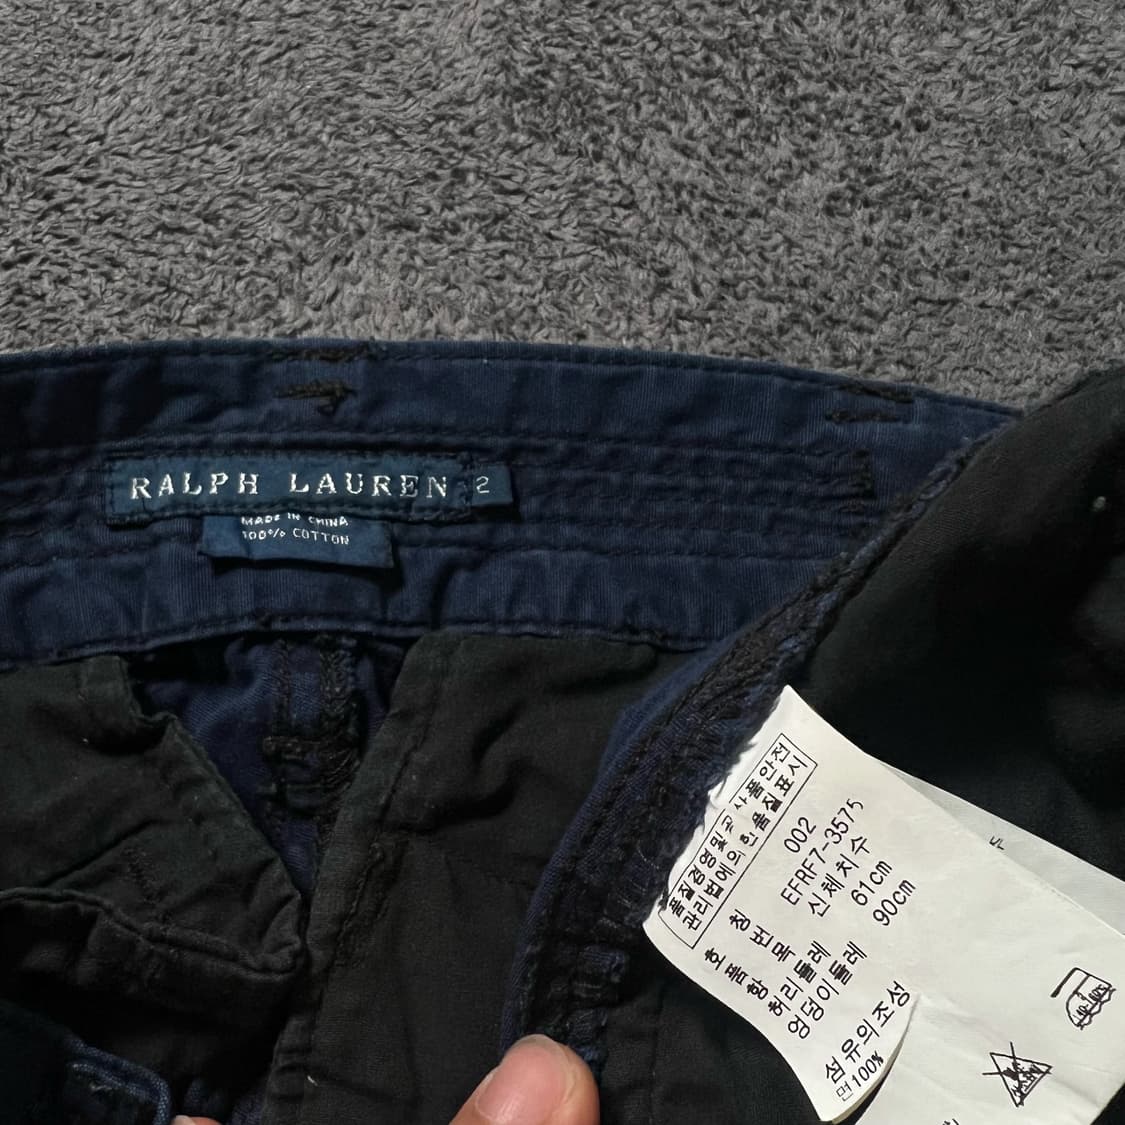 RALPH LAUREN
2
MADE IN CHINA
100% COTTON
품질경영 및 공산품안전
관리법에 의한 품질표시
호칭 002
품번 EFRF7-3575
항목 신체치수
허리둘레 61cm
엉덩이둘레 90cm
섬유의 조성
면 100%